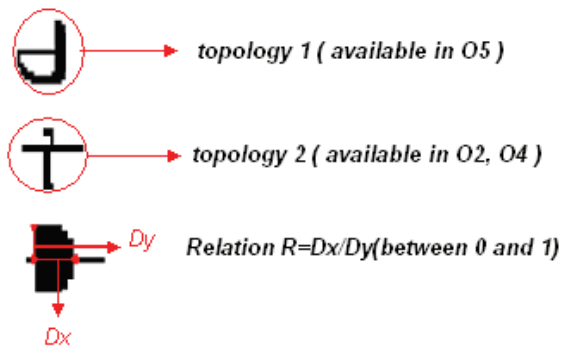 topology 1 ( available in O5 )
topology 2 ( available in O2, O4 )
Dy
Relation R=Dx/Dy(between 0 and 1)
Dx